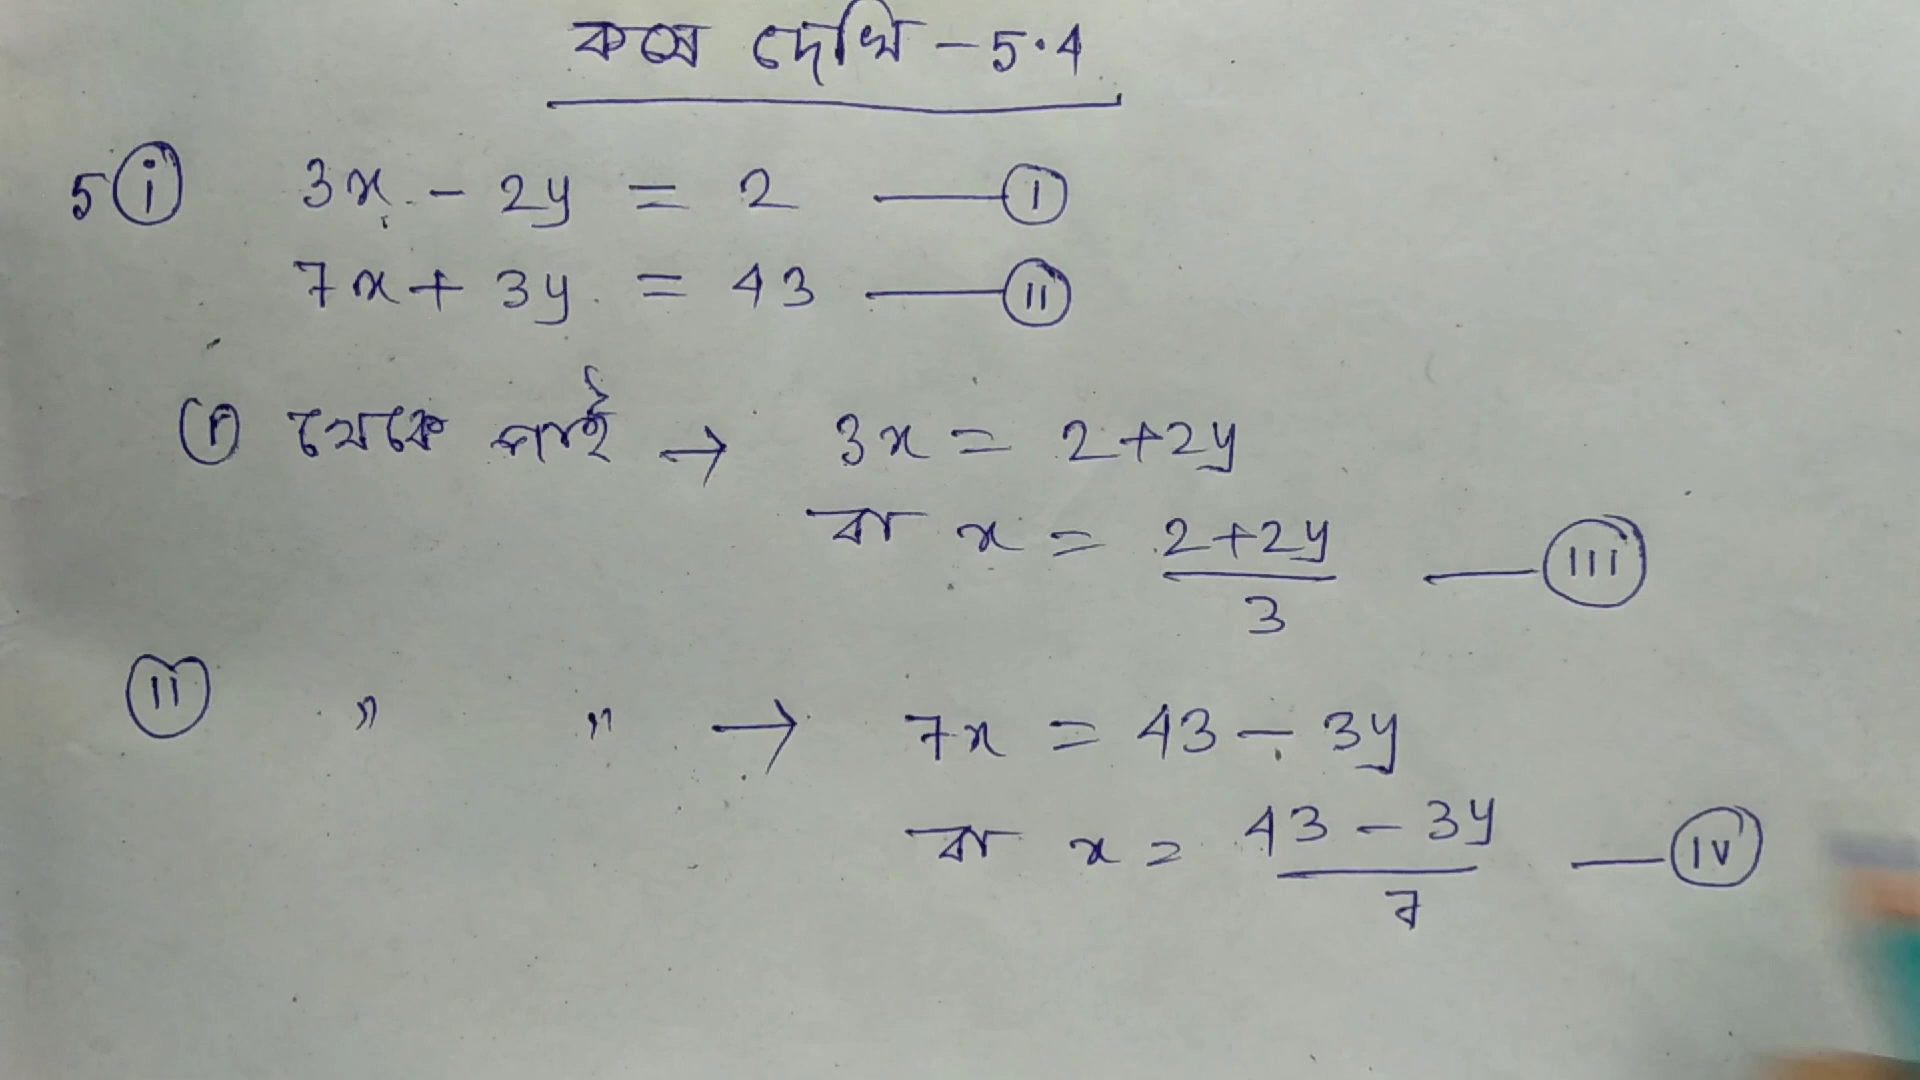 কষে দেখি - 5.4
5 (i) 3x - 2y = 2 —— (I)
7x + 3y = 43 —— (II)
(I) থেকে পাই → 3x = 2+2y
বা x = (2+2y)/3 —— (III)
(II) " " → 7x = 43 - 3y
বা x = (43 - 3y)/7 —— (IV)